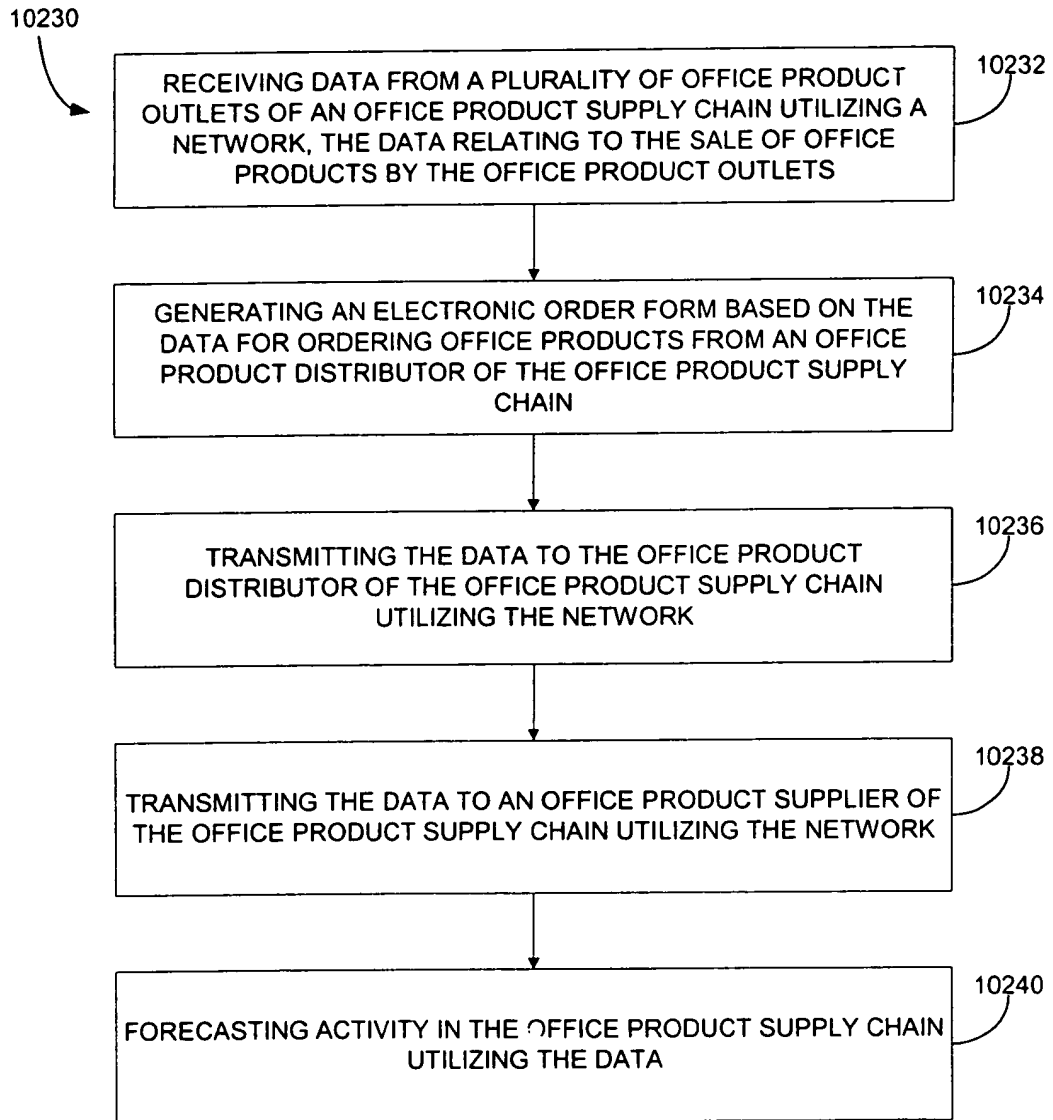 10230
RECEIVING DATA FROM A PLURALITY OF OFFICE PRODUCT
OUTLETS OF AN OFFICE PRODUCT SUPPLY CHAIN UTILIZING A
NETWORK, THE DATA RELATING TO THE SALE OF OFFICE
PRODUCTS BY THE OFFICE PRODUCT OUTLETS
10232
GENERATING AN ELECTRONIC ORDER FORM BASED ON THE
DATA FOR ORDERING OFFICE PRODUCTS FROM AN OFFICE
PRODUCT DISTRIBUTOR OF THE OFFICE PRODUCT SUPPLY
CHAIN
10234
TRANSMITTING THE DATA TO THE OFFICE PRODUCT
DISTRIBUTOR OF THE OFFICE PRODUCT SUPPLY CHAIN
UTILIZING THE NETWORK
10236
TRANSMITTING THE DATA TO AN OFFICE PRODUCT SUPPLIER OF
THE OFFICE PRODUCT SUPPLY CHAIN UTILIZING THE NETWORK
10238
FORECASTING ACTIVITY IN THE OFFICE PRODUCT SUPPLY CHAIN
UTILIZING THE DATA
10240